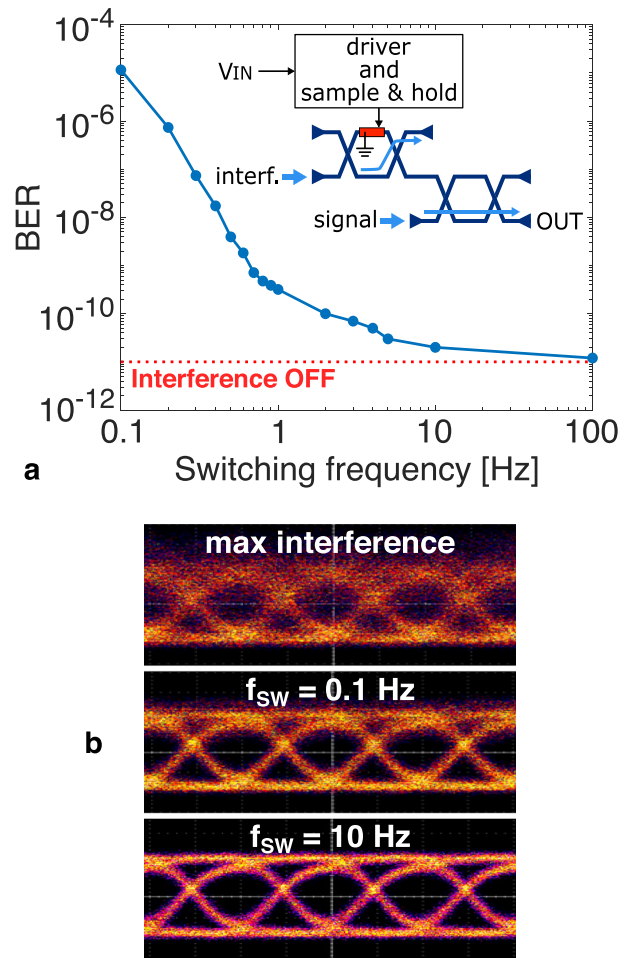 10⁻⁴
10⁻⁶
10⁻⁸
10⁻¹⁰
10⁻¹²
BER
driver
and
sample & hold
VIN
interf.
signal
OUT
Interference OFF
0.1
1
10
100
Switching frequency [Hz]
a
max interference
fSW = 0.1 Hz
b
fSW = 10 Hz